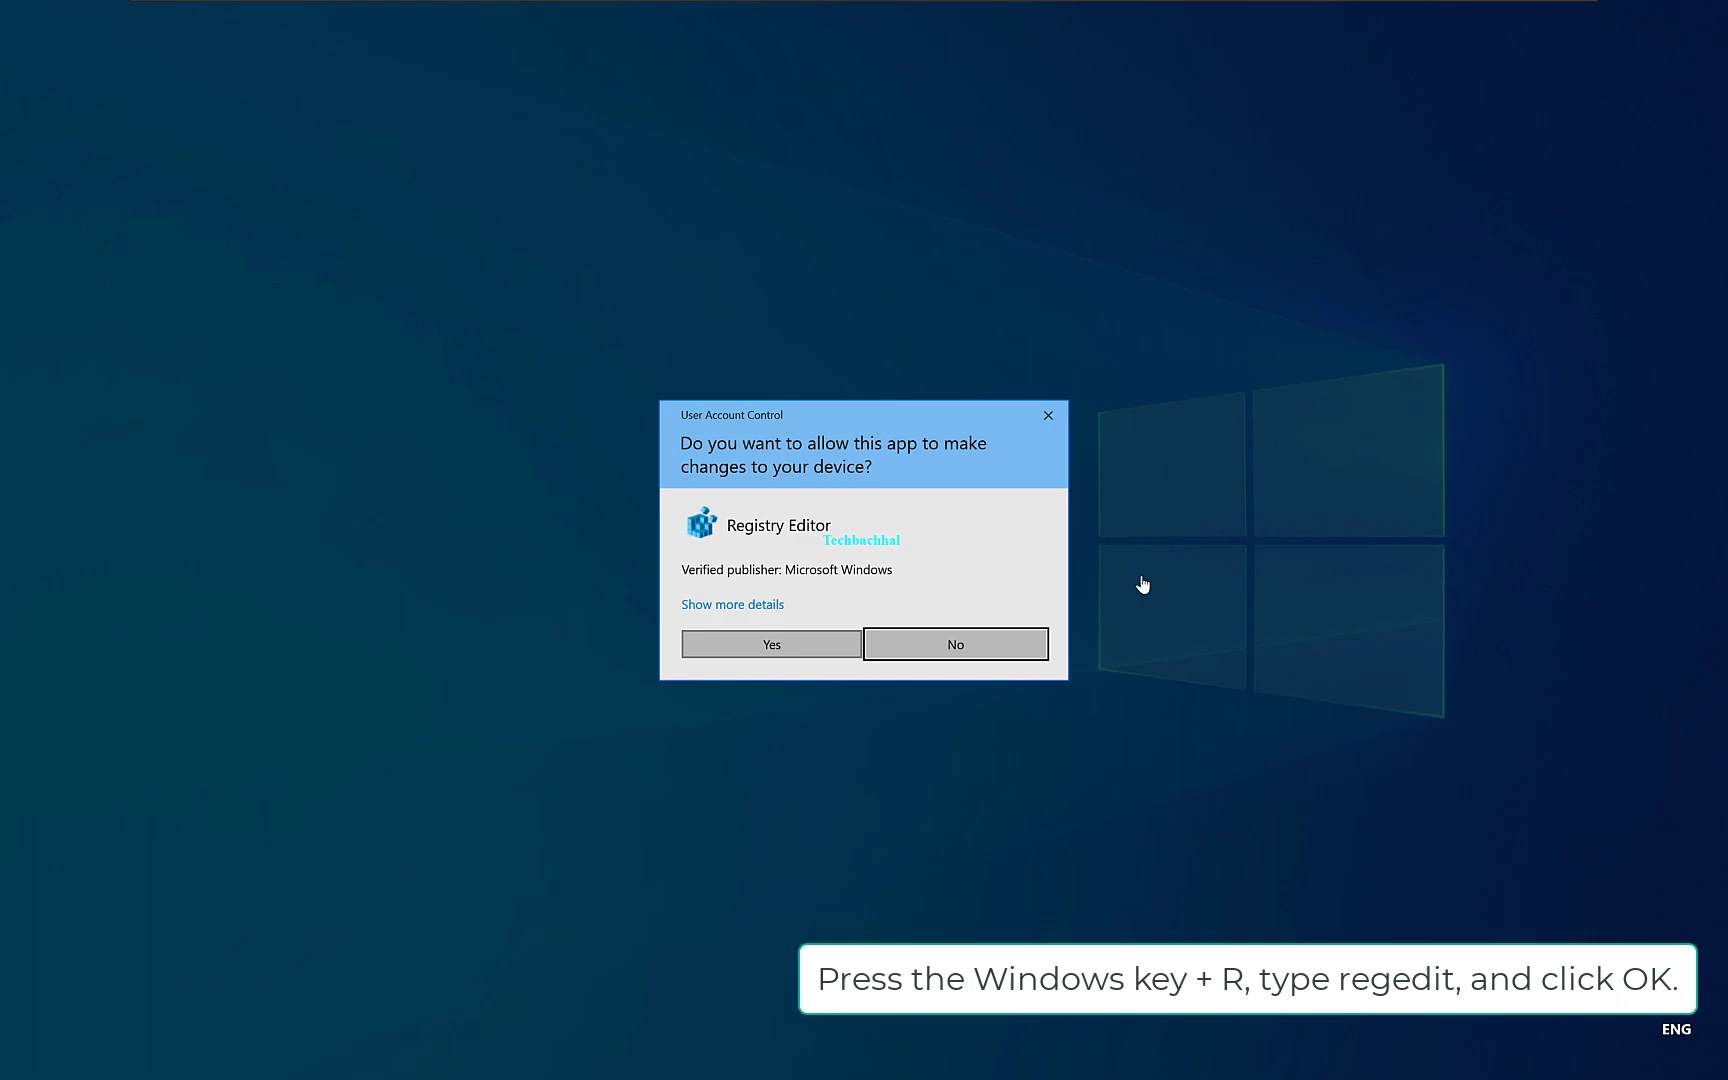 User Account Control
Do you want to allow this app to make
changes to your device?
Registry Editor
Techbachhal
Verified publisher: Microsoft Windows
Show more details
Yes
No
Press the Windows key + R, type regedit, and click OK.
ENG